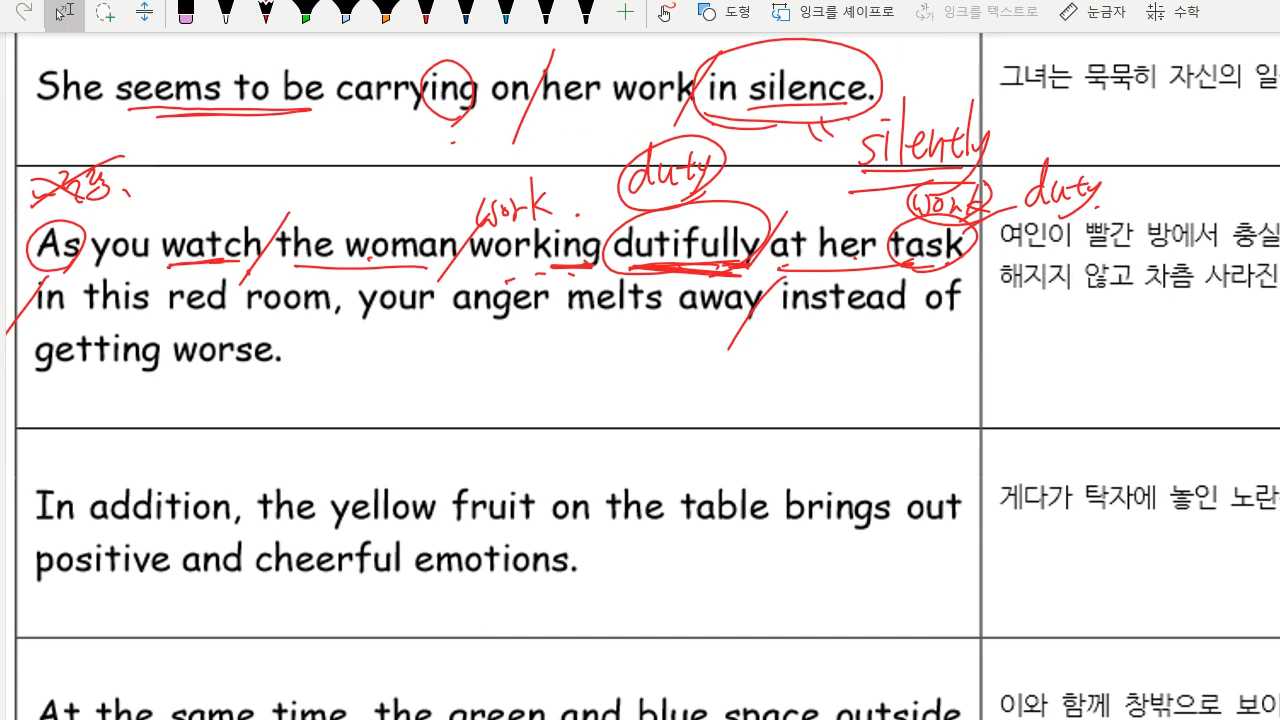 도형
잉크를 셰이프로
잉크를 텍스트로
눈금자
수학
She seems to be carrying on her work in silence.
그녀는 묵묵히 자신의 일
silently
duty
work
duty
work
As you watch the woman working dutifully at her task
in this red room, your anger melts away instead of
getting worse.
여인이 빨간 방에서 충실
해지지 않고 차츰 사라진
In addition, the yellow fruit on the table brings out
positive and cheerful emotions.
게다가 탁자에 놓인 노란
At the same time, the green and blue space outside
이와 함께 창밖으로 보이